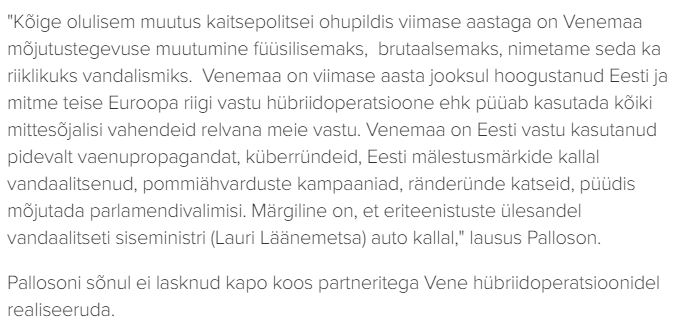 "Kõige olulisem muutus kaitsepolitsei ohupildis viimase aastaga on Venemaa
mõjutustegevuse muutumine füüsilisemaks,  brutaalsemaks, nimetame seda ka
riiklikuks vandalismiks.  Venemaa on viimase aasta jooksul hoogustanud Eesti ja
mitme teise Euroopa riigi vastu hübriidoperatsioone ehk püüab kasutada kõiki
mittesõjalisi vahendeid relvana meie vastu. Venemaa on Eesti vastu kasutanud
pidevalt vaenupropagandat, küberründeid, Eesti mälestusmärkide kallal
vandaalitsenud, pommiähvarduste kampaaniad, ränderünde katseid, püüdis
mõjutada parlamendivalimisi. Märgiline on, et eriteenistuste ülesandel
vandaalitseti siseministri (Lauri Läänemetsa) auto kallal," lausus Palloson.
Pallosoni sõnul ei lasknud kapo koos partneritega Vene hübriidoperatsioonidel
realiseeruda.